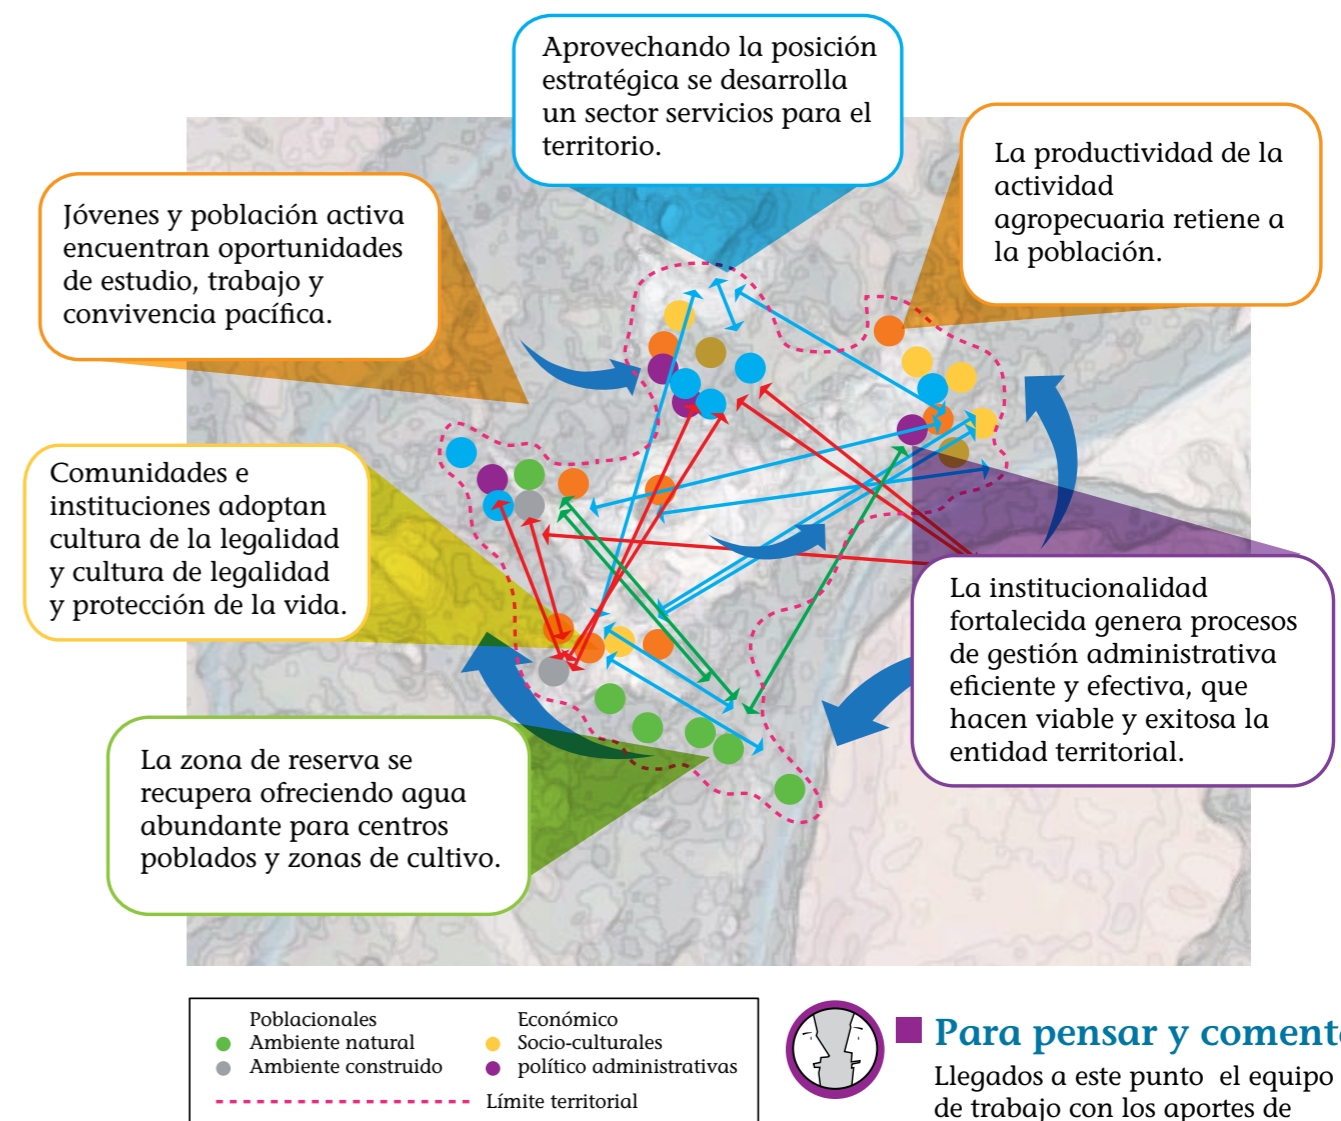 Aprovechando la posición
estratégica se desarrolla
un sector servicios para el
territorio.
La productividad de la
actividad
agropecuaria retiene a
la población.
Jóvenes y población activa
encuentran oportunidades
de estudio, trabajo y
convivencia pacífica.
Comunidades e
instituciones adoptan
cultura de la legalidad
y cultura de legalidad
y protección de la vida.
La institucionalidad
fortalecida genera procesos
de gestión administrativa
eficiente y efectiva, que
hacen viable y exitosa la
entidad territorial.
La zona de reserva se
recupera ofreciendo agua
abundante para centros
poblados y zonas de cultivo.
Poblacionales
Ambiente natural
Ambiente construido
Económico
Socio-culturales
político administrativas
Límite territorial
Para pensar y coment
Llegados a este punto el equipo
de trabajo con los aportes de